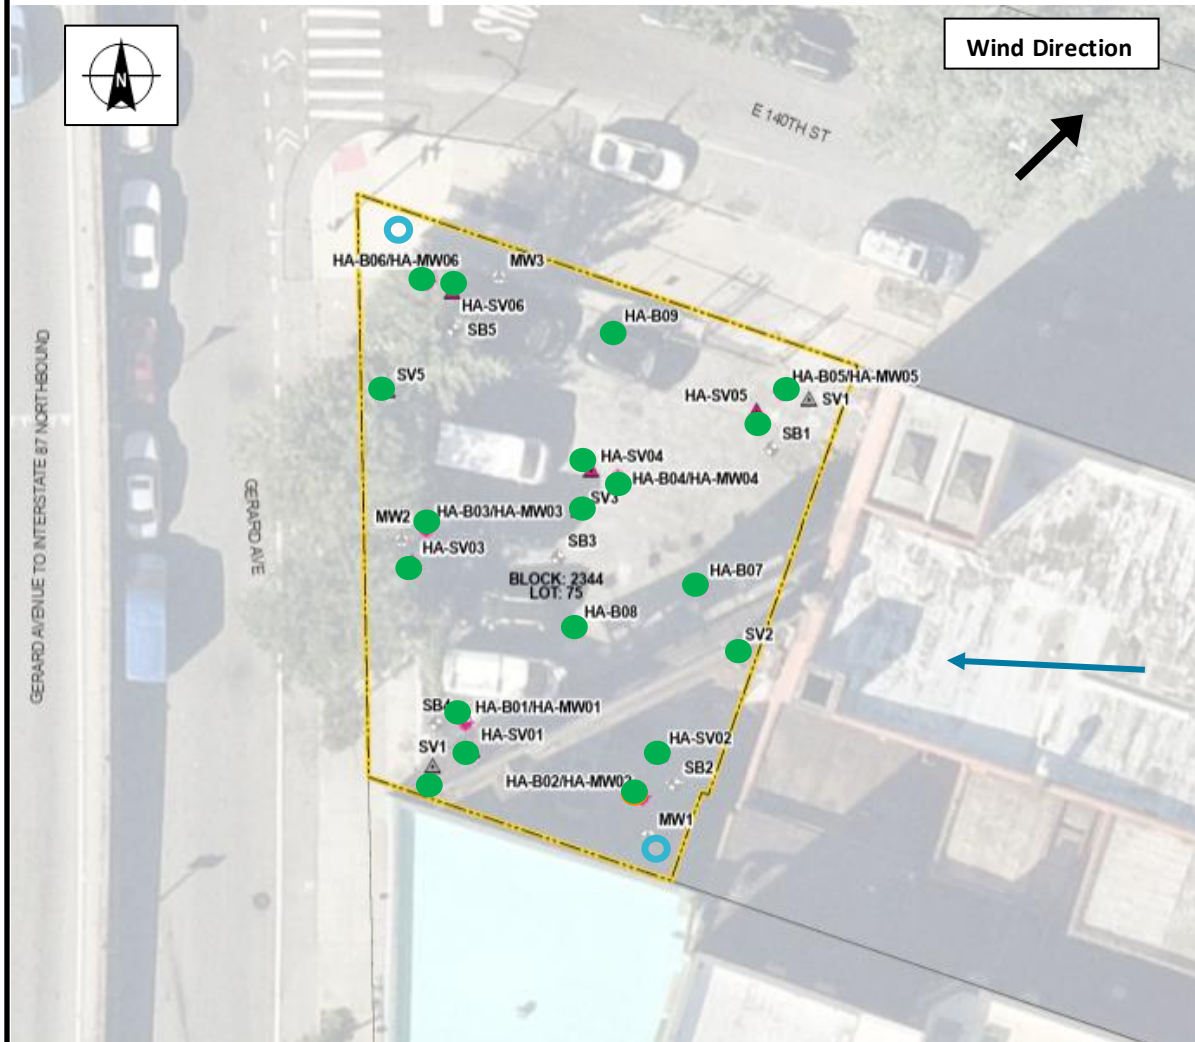 Wind Direction
N
E 140TH ST
HA-B06/HA-MW06
MW3
HA-SV06
SB5
HA-B09
SV5
HA-B05/HA-MW05
HA-SV05
SV1
SB1
HA-SV04
HA-B04/HA-MW04
SV3
HA-B03/HA-MW03
MW2
HA-SV03
SB3
BLOCK: 2344
LOT: 75
HA-B07
HA-B08
SV2
SB4
HA-B01/HA-MW01
HA-SV01
SV1
HA-SV02
SB2
HA-B02/HA-MW02
MW1
GERARD AVE
GERARD AVENUE TO INTERSTATE 87 NORTHBOUND